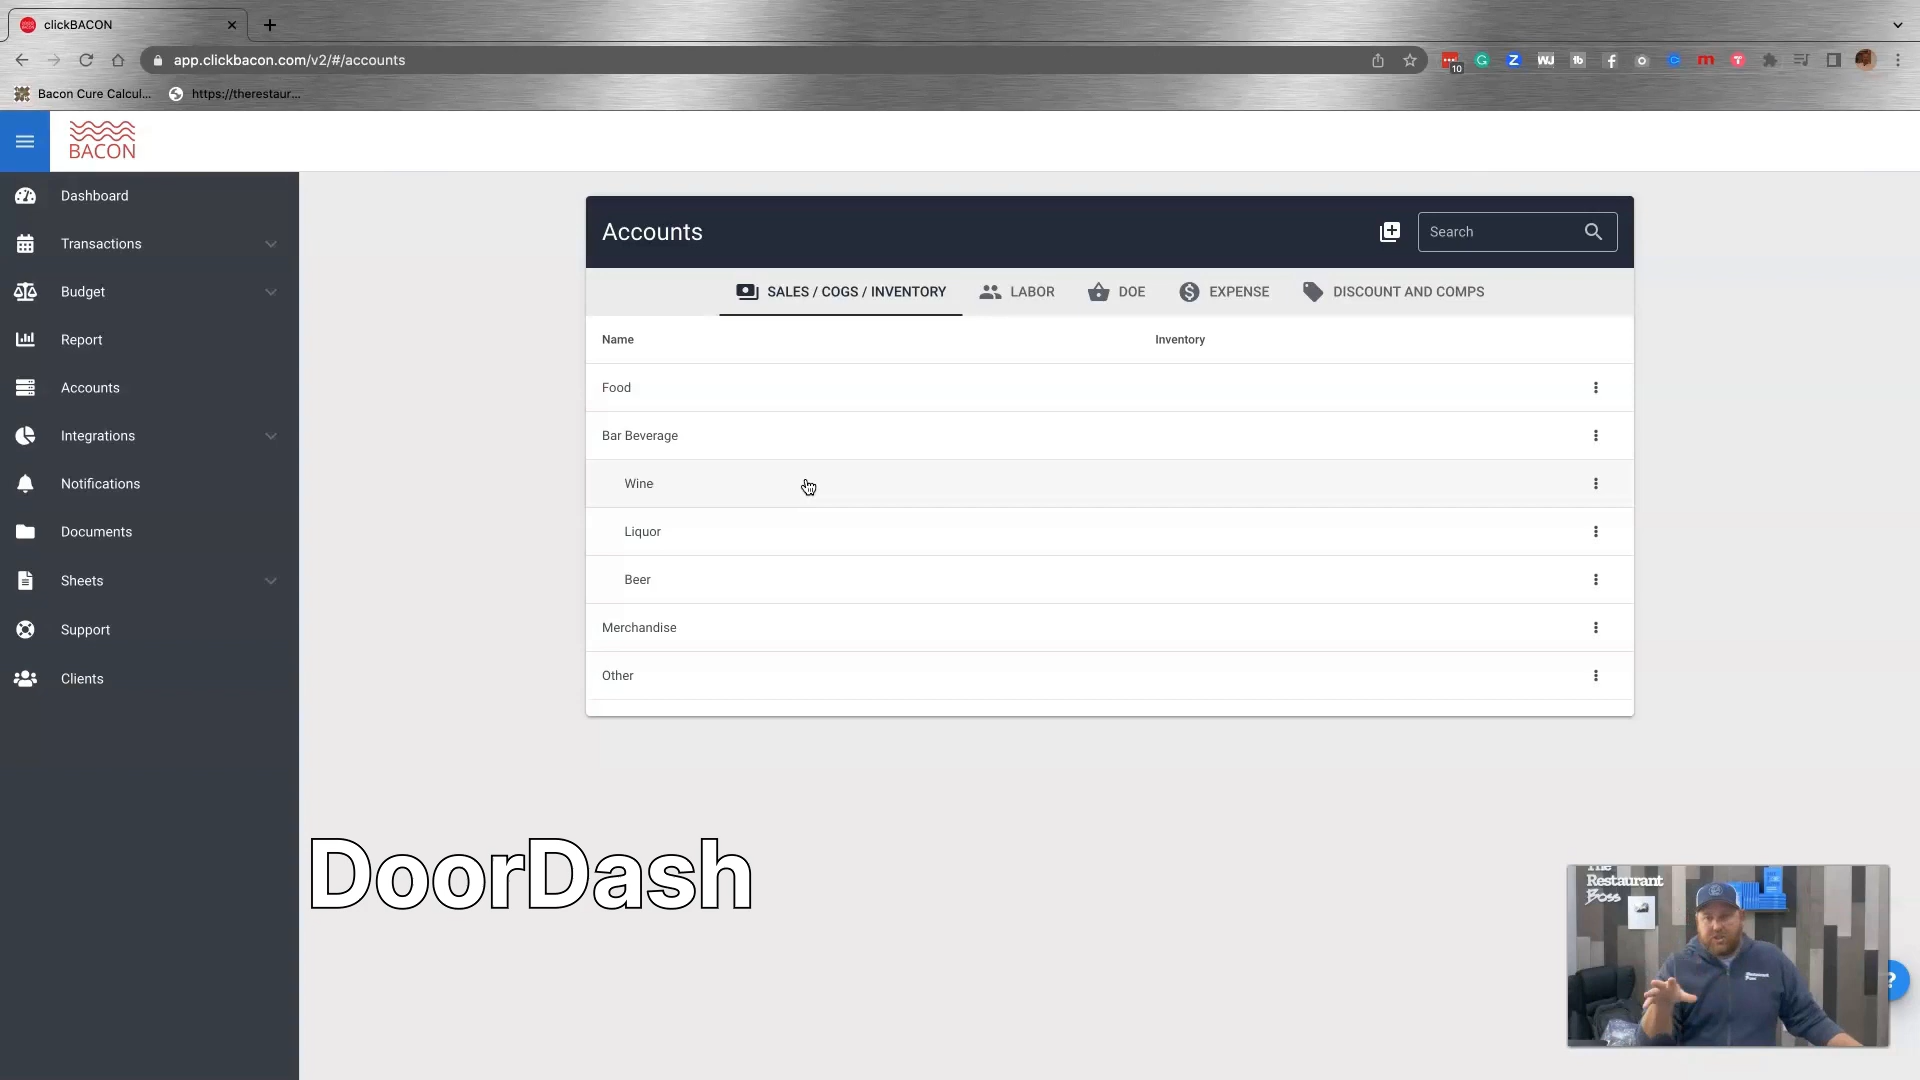 clickBACON
app.clickbacon.com/v2/#/accounts
10
Bacon Cure Calcul...
https://therestaur...
BACON
Dashboard
Transactions
Budget
Report
Accounts
Integrations
Notifications
Documents
Sheets
Support
Clients
Accounts
Search
SALES / COGS / INVENTORY
LABOR
DOE
EXPENSE
DISCOUNT AND COMPS
Name
Inventory
Food
Bar Beverage
Wine
Liquor
Beer
Merchandise
Other
DoorDash
The
Restaurant
Boss